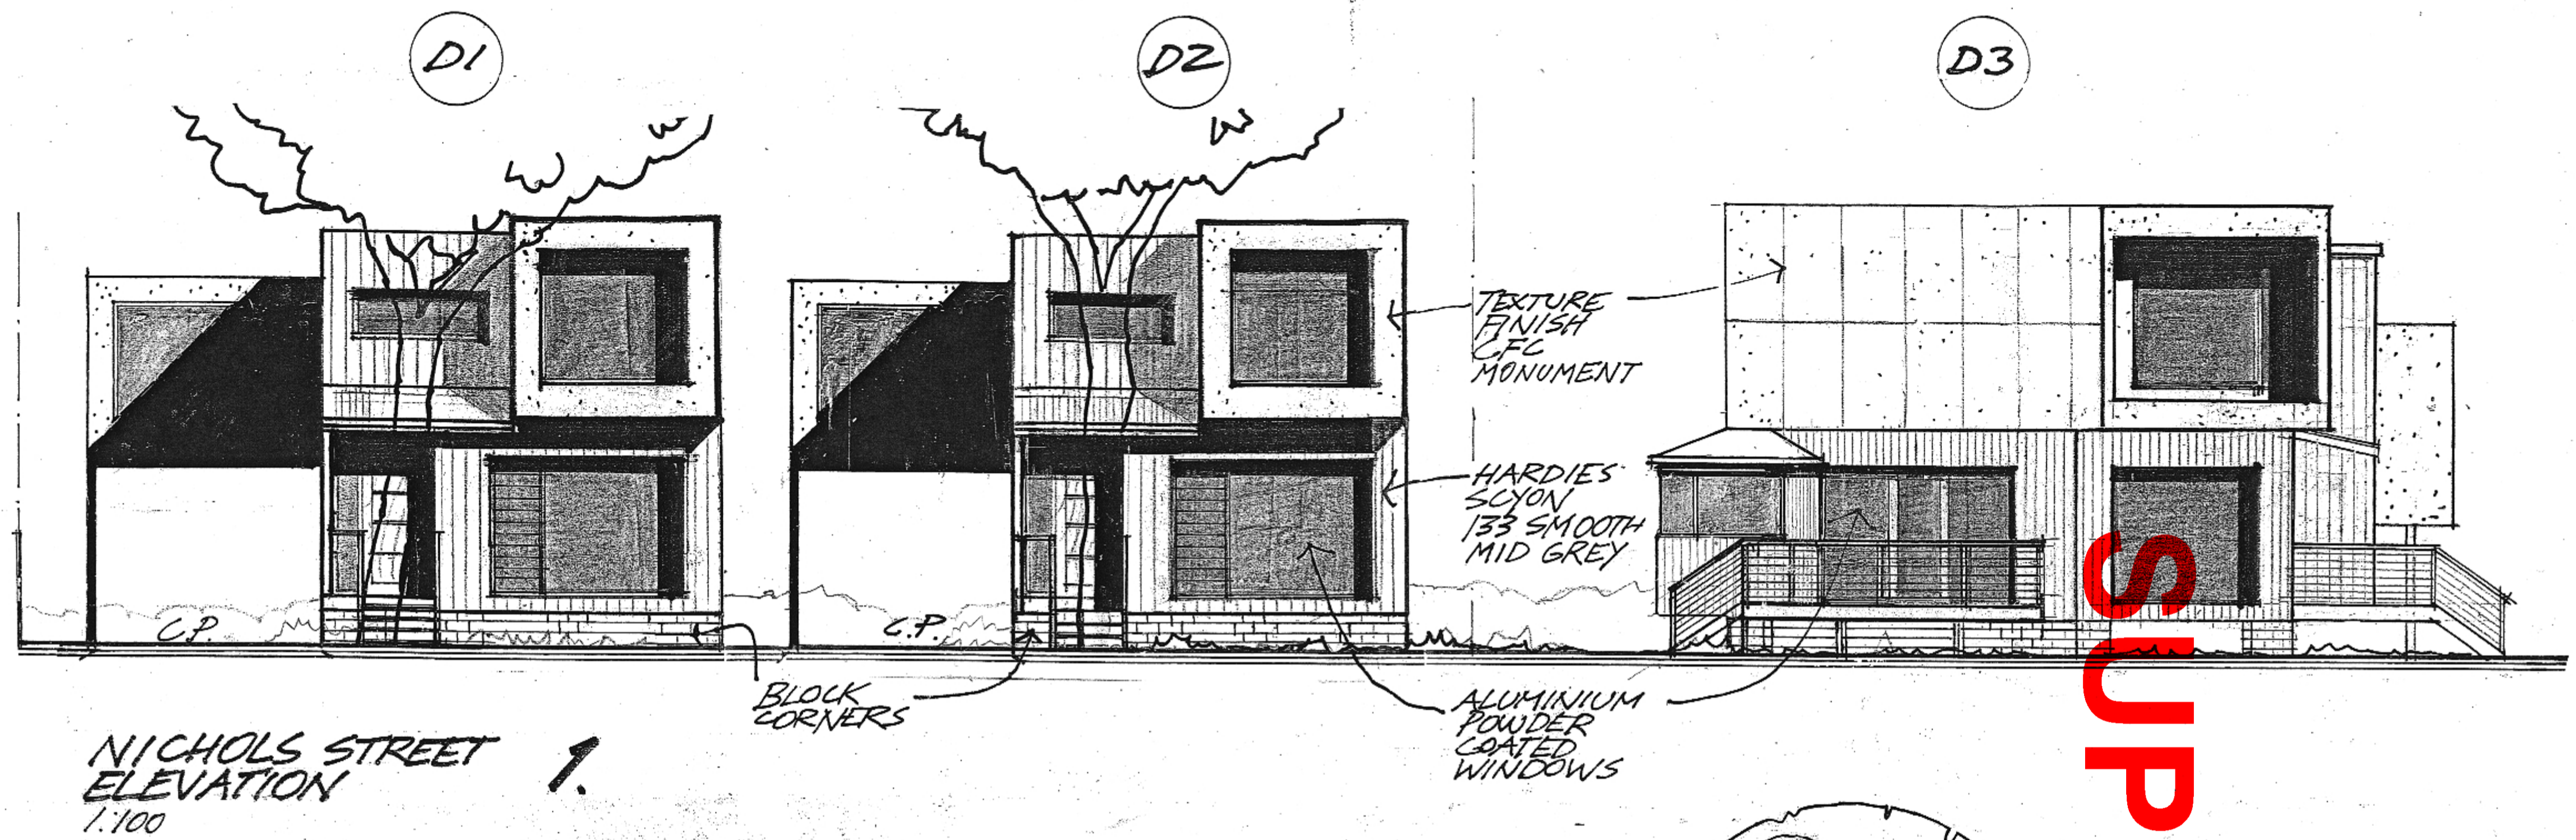 D1
D2
D3
TEXTURE
FINISH
CFC
MONUMENT
HARDIES
SCYON
133 SMOOTH
MID GREY
C.P.
C.P.
BLOCK
CORNERS
ALUMINIUM
POWDER
COATED
WINDOWS
NICHOLS STREET
ELEVATION
1:100
1.
SUP